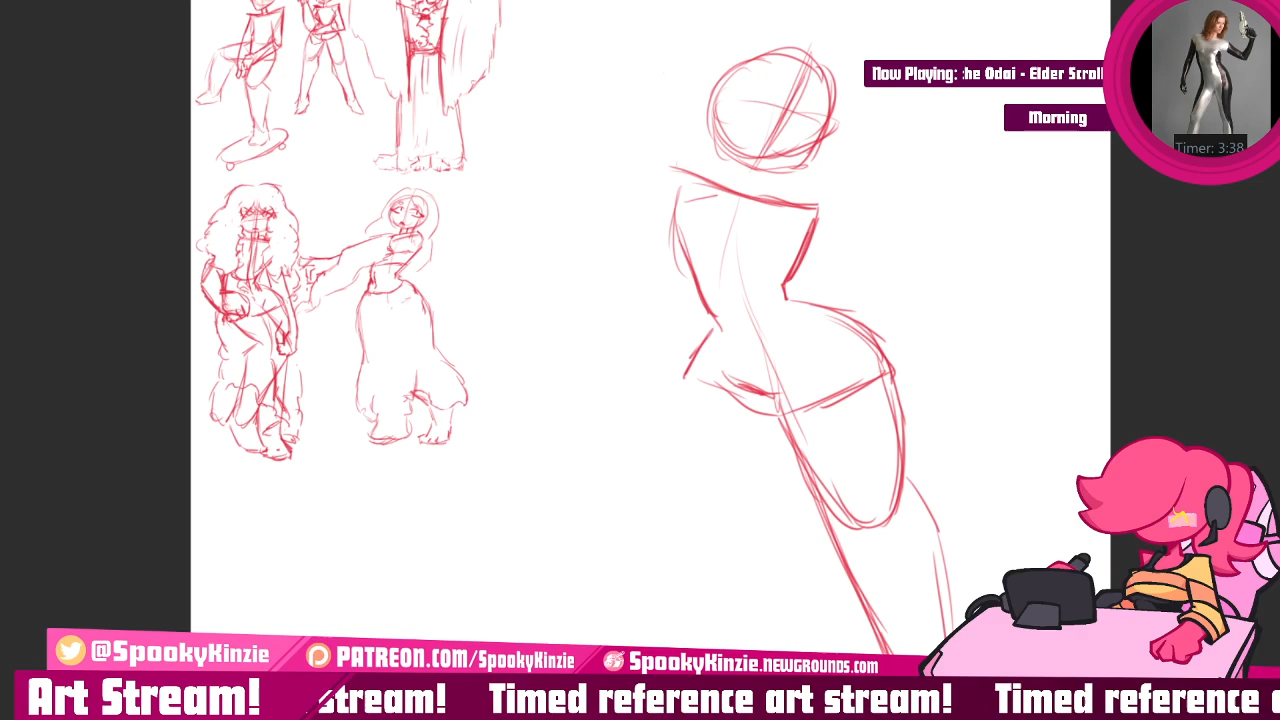 Now Playing: :he Odai - Elder Scroll
Morning
Timer: 3:38
@SpookyKinzie
PATREON.COM/SpookyKinzie
SpookyKinzie.NEWGROUNDS.COM
Art Stream!
stream! Timed reference art stream! Timed reference a